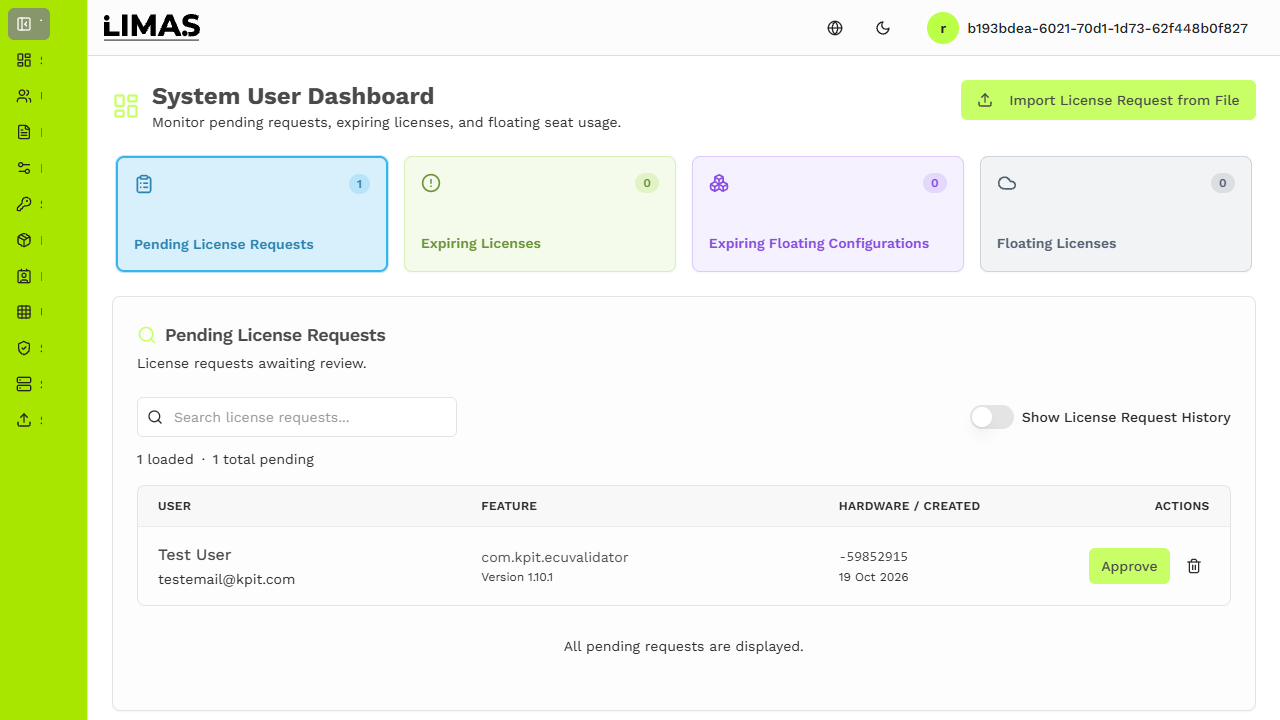 LIMAS
r
b193bdea-6021-70d1-1d73-62f448b0f827
System User Dashboard
Monitor pending requests, expiring licenses, and floating seat usage.
Import License Request from File
1
Pending License Requests
0
Expiring Licenses
0
Expiring Floating Configurations
0
Floating Licenses
Pending License Requests
License requests awaiting review.
Search license requests...
Show License Request History
1 loaded · 1 total pending
USER FEATURE HARDWARE / CREATED ACTIONS
Test User com.kpit.ecuvalidator -59852915
testemail@kpit.com Version 1.10.1 19 Oct 2026
Approve
All pending requests are displayed.